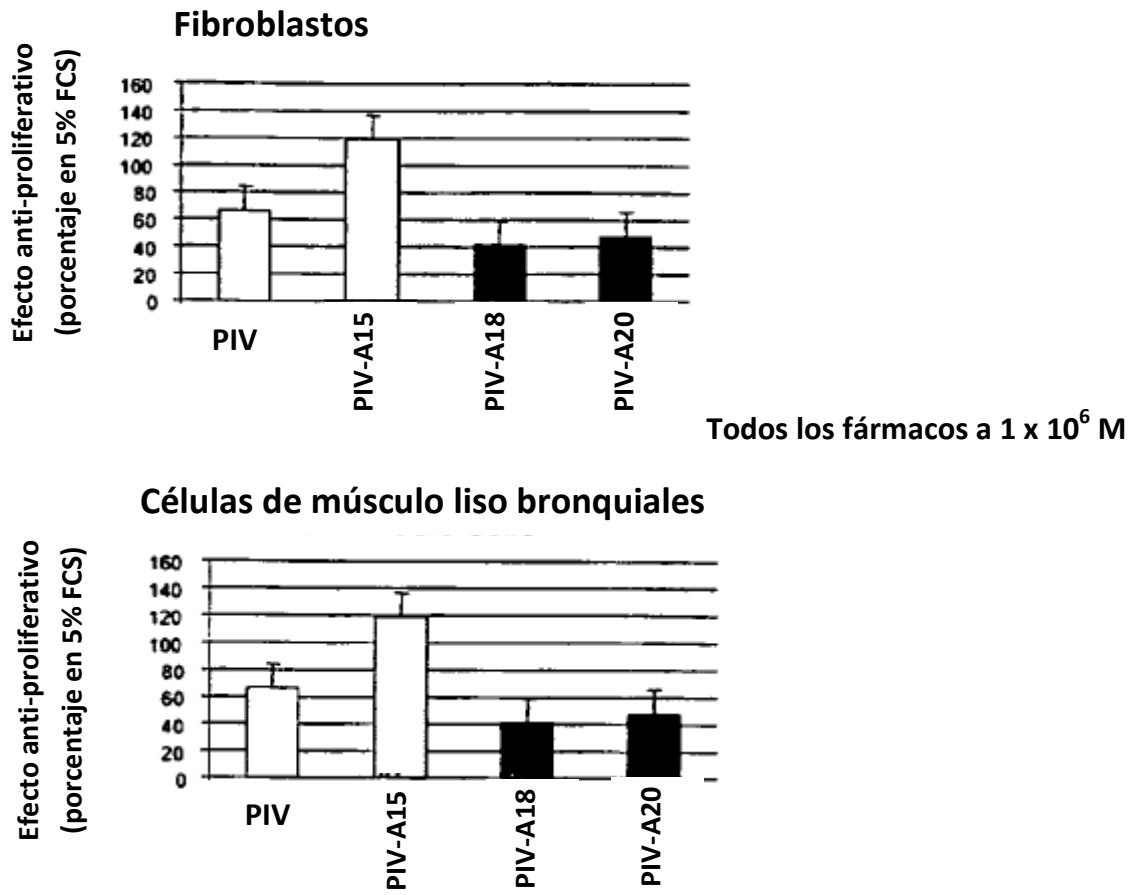 Fibroblastos
Efecto anti-proliferativo
(porcentaje en 5% FCS)
160
140
120
100
80
60
40
20
0
PIV
PIV-A15
PIV-A18
PIV-A20
Todos los fármacos a 1 x 10⁶ M
Células de músculo liso bronquiales
Efecto anti-proliferativo
(porcentaje en 5% FCS)
160
140
120
100
80
60
40
20
0
PIV
PIV-A15
PIV-A18
PIV-A20